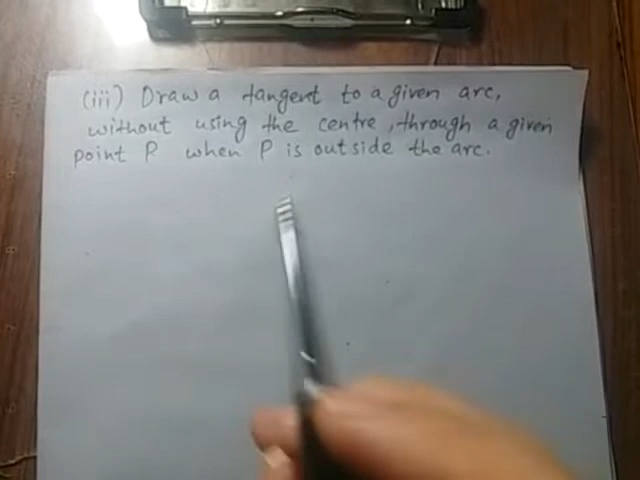 (iii) Draw a tangent to a given arc,
without using the centre, through a given
point P when P is outside the arc.